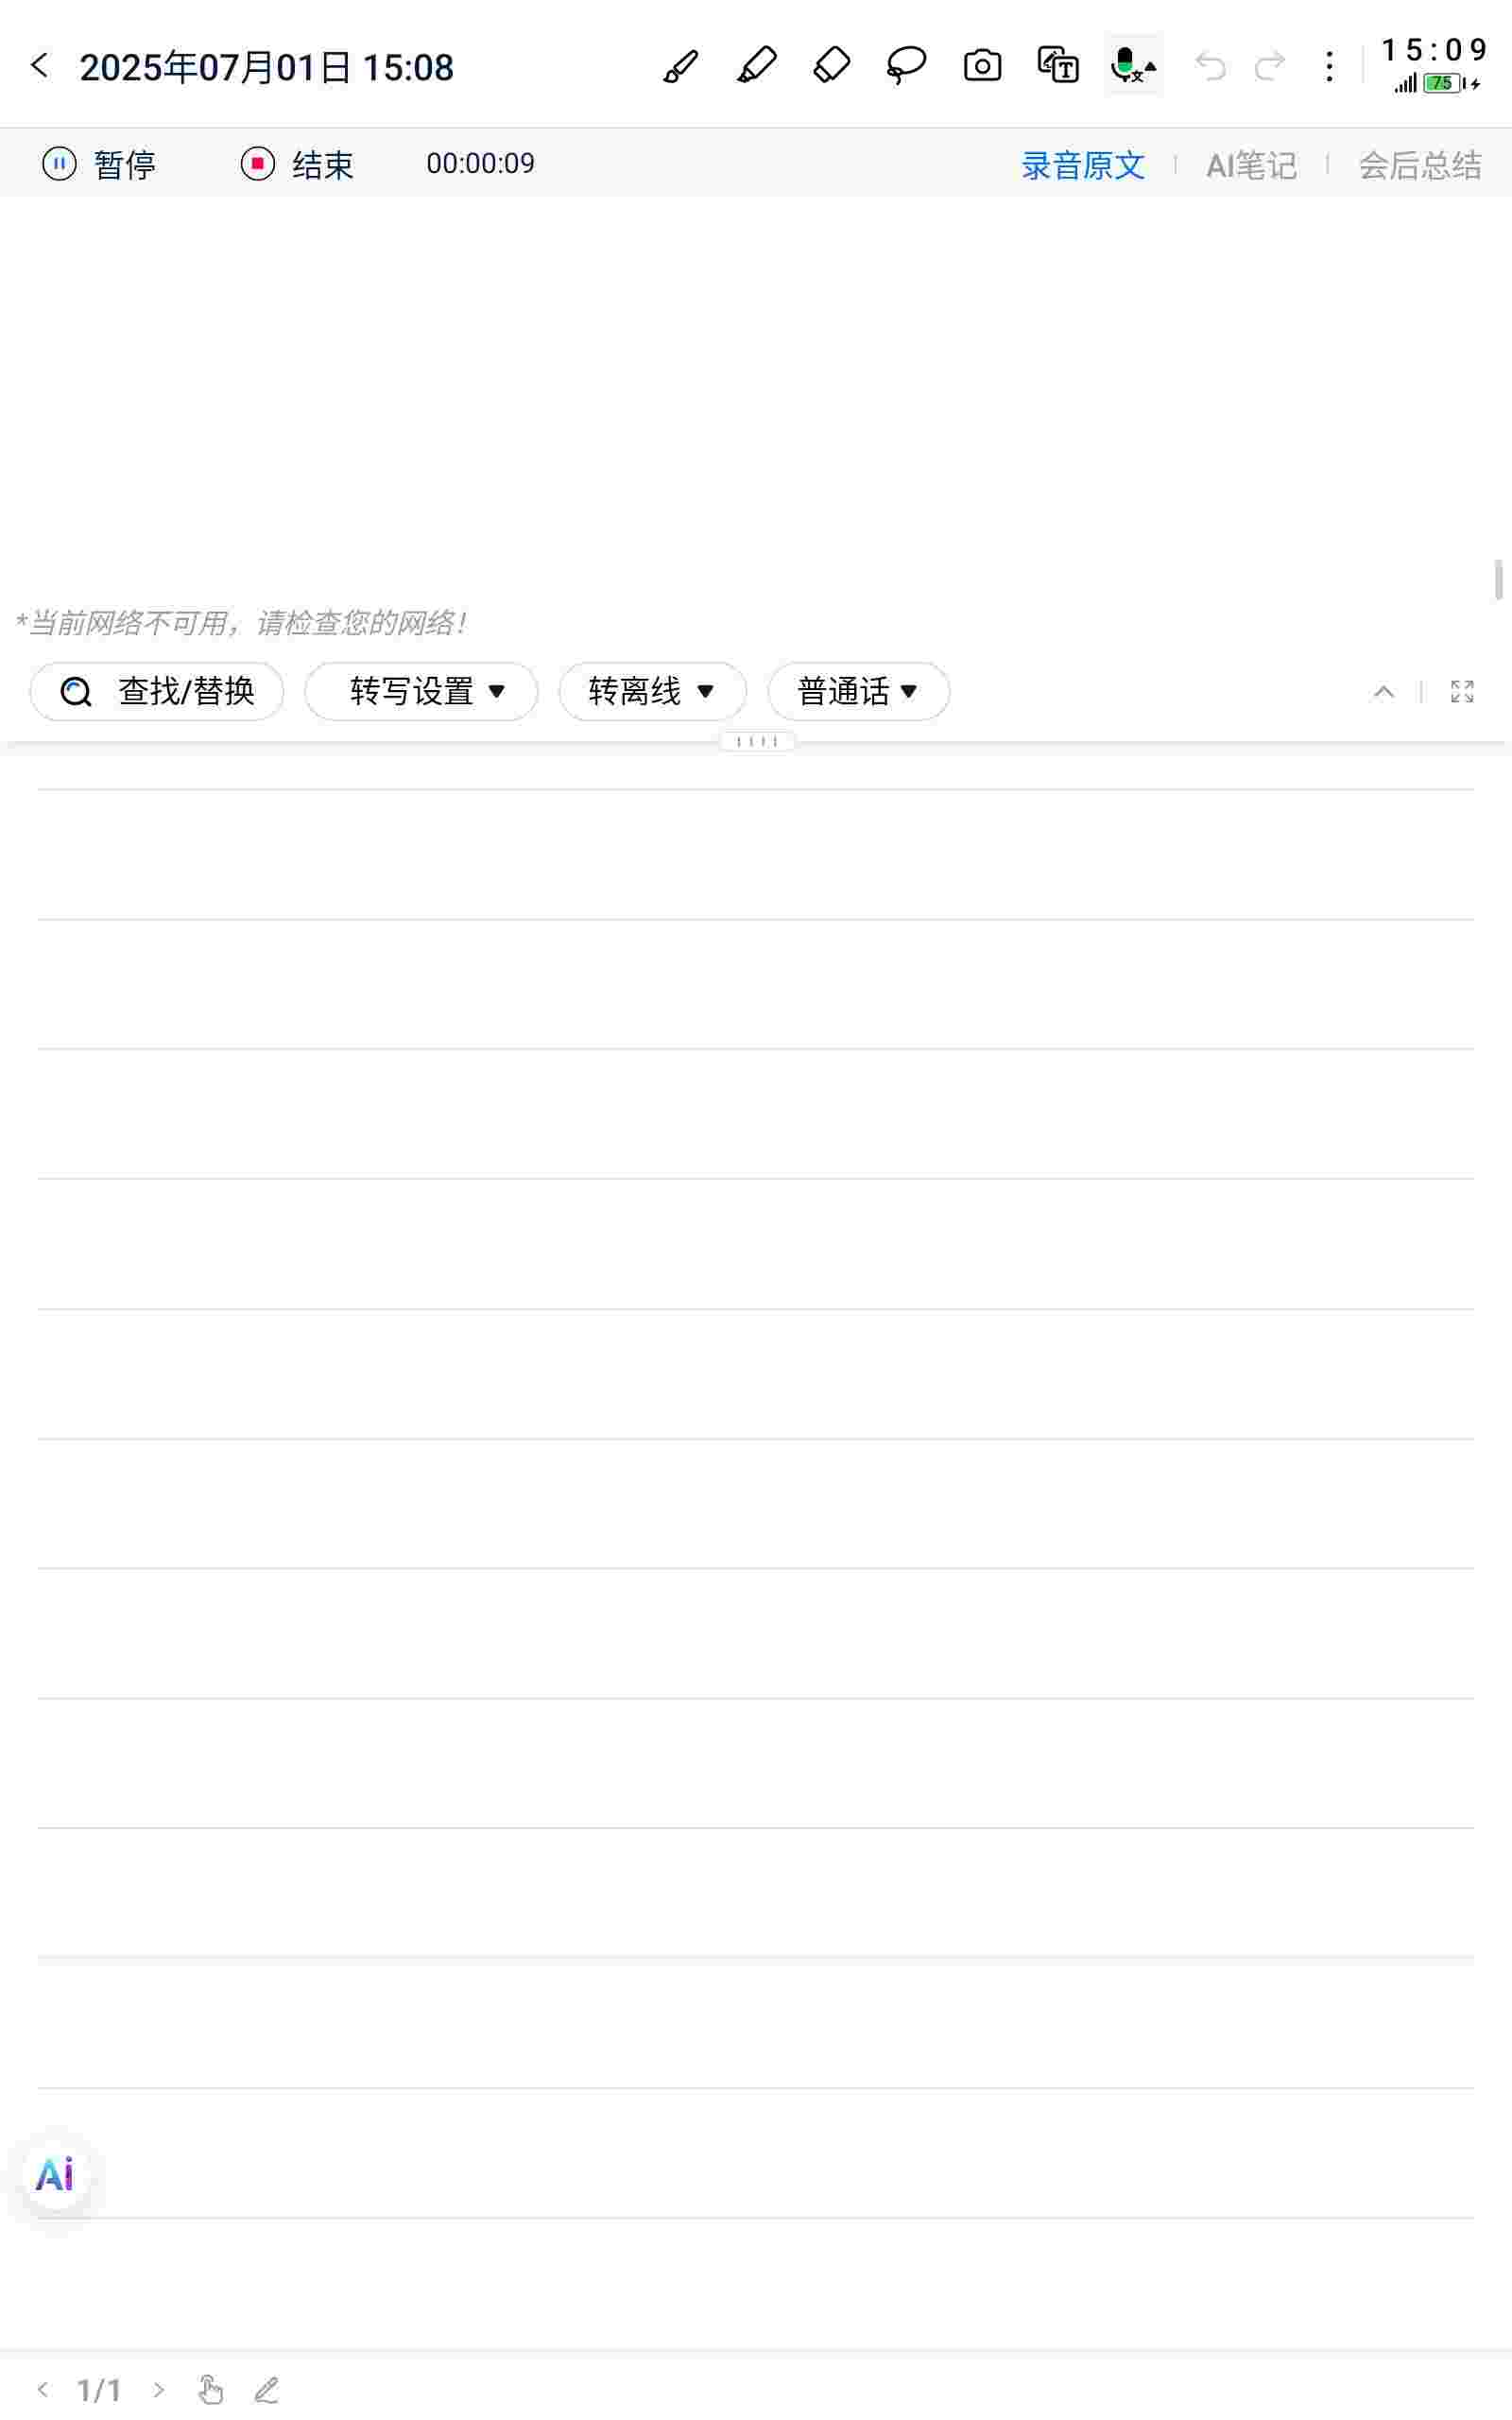 2025年07月01日 15:08
15:09
75
暂停 结束 00:00:09 录音原文 AI笔记 会后总结
*当前网络不可用，请检查您的网络！
查找/替换 转写设置 转离线 普通话
Ai
1/1